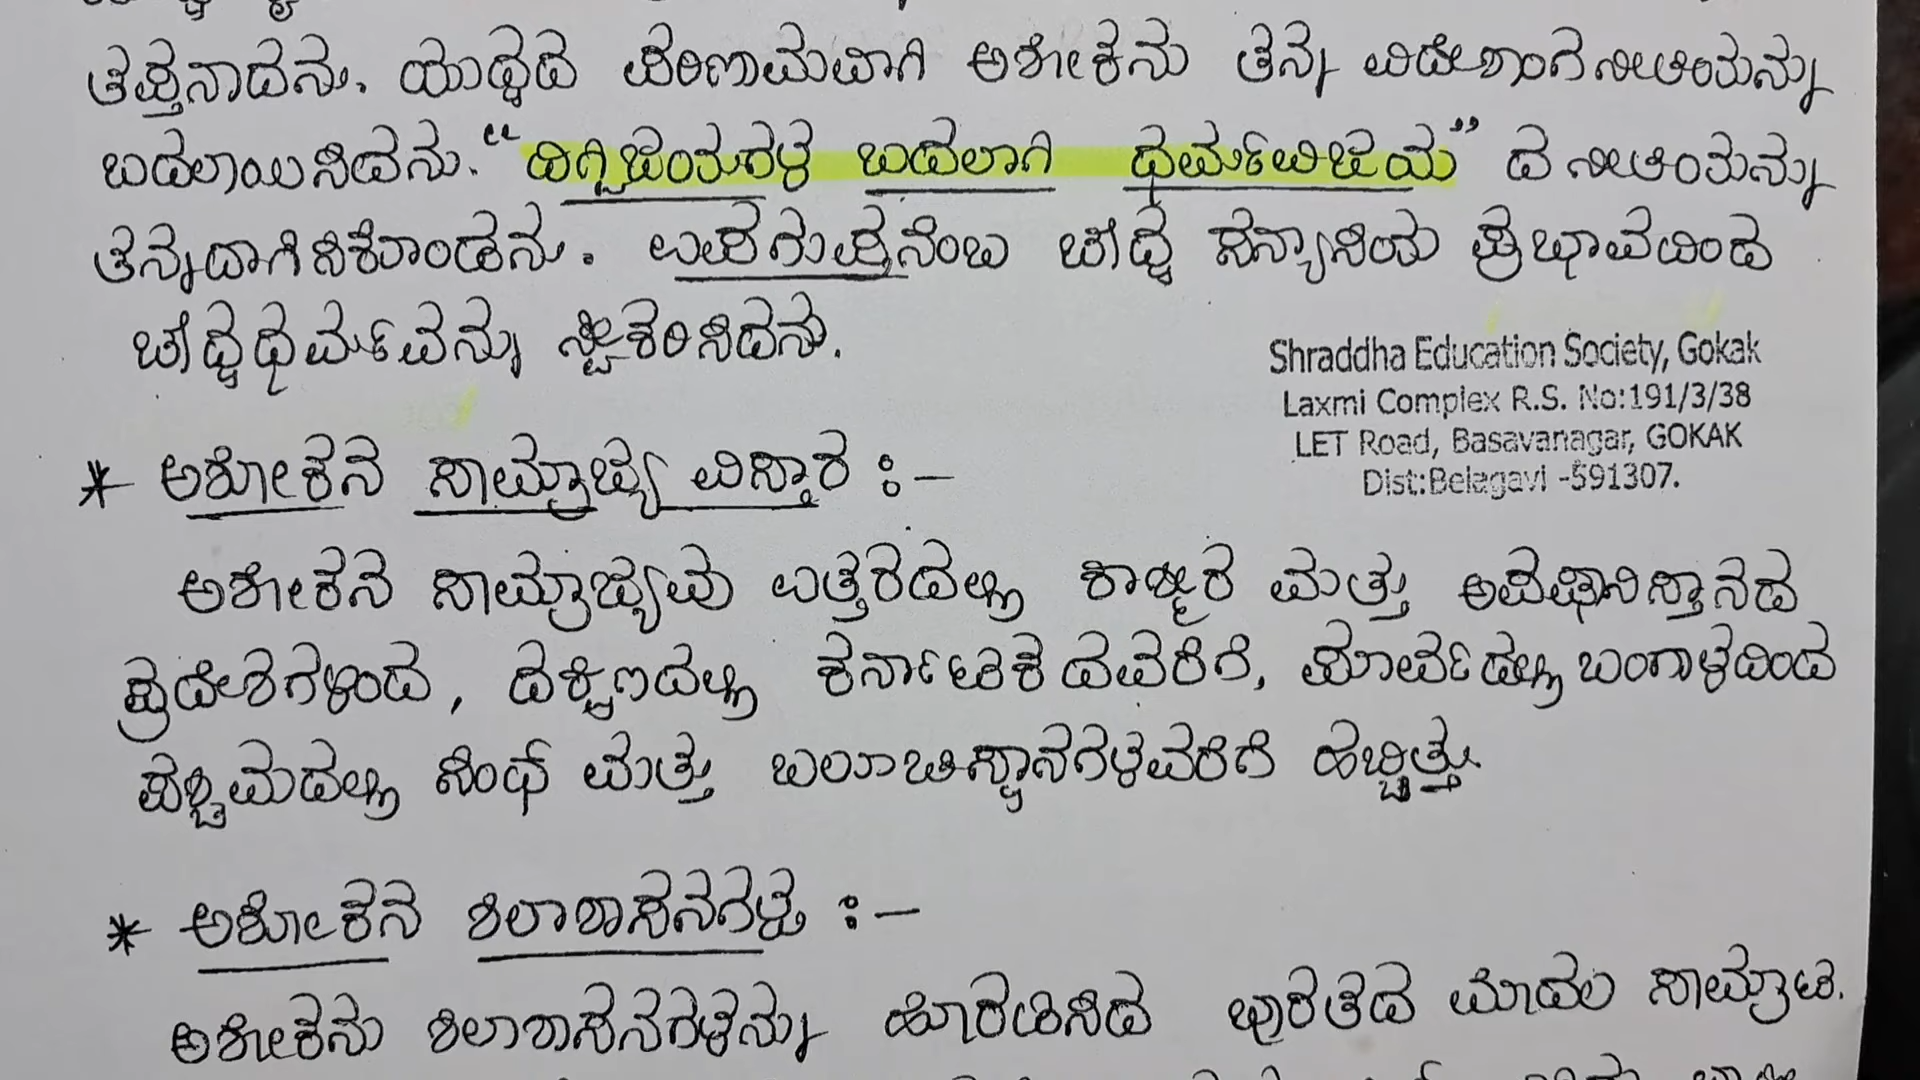 ತಪ್ತನಾದನು. ಯುದ್ಧದ ಪರಿಣಾಮವಾಗಿ ಅಶೋಕನು ತನ್ನ ವಿದೇಶಾಂಗ ನೀತಿಯನ್ನು
ಬದಲಾಯಿಸಿದನು. “ದಿಗ್ವಿಜಯಗಳ ಬದಲಾಗಿ ಧರ್ಮವಿಜಯ” ದ ನೀತಿಯನ್ನು
ತನ್ನದಾಗಿಸಿಕೊಂಡನು. ಉಪಗುಪ್ತನೆಂಬ ಬೌದ್ಧ ಸನ್ಯಾಸಿಯ ಪ್ರಭಾವದಿಂದ
ಬೌದ್ಧಧರ್ಮವನ್ನು ಸ್ವೀಕರಿಸಿದನು.
Shraddha Education Society, Gokak
Laxmi Complex R.S. No:191/3/38
LET Road, Basavanagar, GOKAK
Dist:Belagavi -591307.
* ಅಶೋಕನ ಸಾಮ್ರಾಜ್ಯ ವಿಸ್ತಾರ :-
ಅಶೋಕನ ಸಾಮ್ರಾಜ್ಯವು ಉತ್ತರದಲ್ಲಿ ಕಾಶ್ಮೀರ ಮತ್ತು ಅಪಘಾನಿಸ್ತಾನದ
ಪ್ರದೇಶಗಳಿಂದ, ದಕ್ಷಿಣದಲ್ಲಿ ಕರ್ನಾಟಕದವರೆಗೆ, ಪೂರ್ವದಲ್ಲಿ ಬಂಗಾಳದಿಂದ
ಪಶ್ಚಿಮದಲ್ಲಿ ಸಿಂಧ್ ಮತ್ತು ಬಲೂಚಿಸ್ತಾನಗಳವರೆಗೆ ಹೆಚ್ಚಿತ್ತು.
* ಅಶೋಕನ ಶಿಲಾಶಾಸನಗಳು :-
ಅಶೋಕನು ಶಿಲಾಶಾಸನಗಳನ್ನು ಹೊರಡಿಸಿದ ಭಾರತದ ಮೊದಲ ಸಾಮ್ರಾಟ.